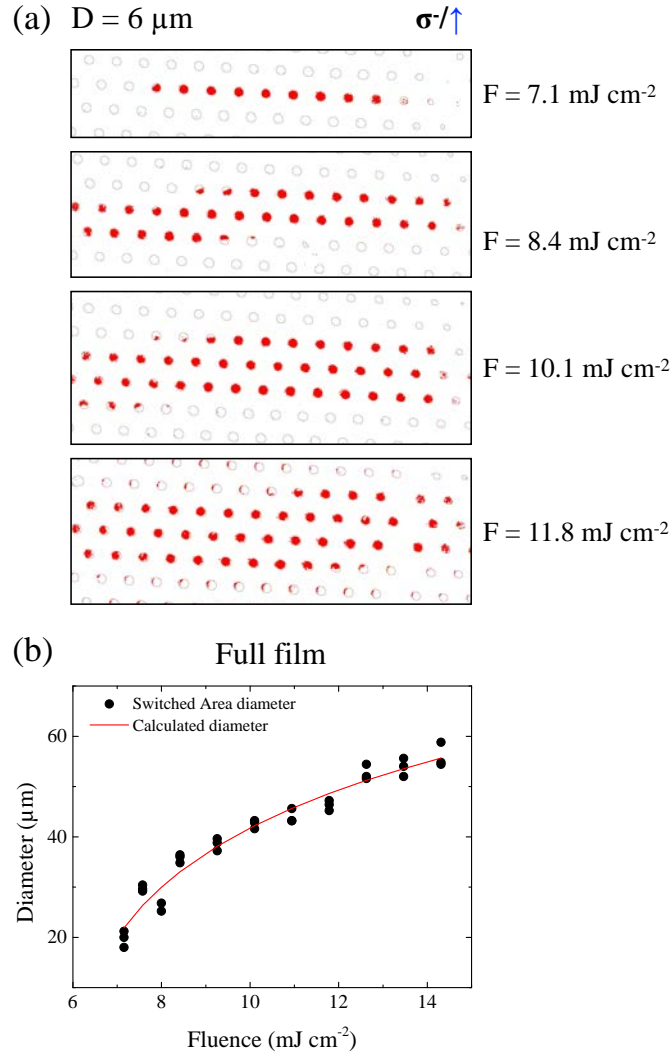 (a) D = 6 µm σ-/↑
F = 7.1 mJ cm-2
F = 8.4 mJ cm-2
F = 10.1 mJ cm-2
F = 11.8 mJ cm-2
(b) Full film
Switched Area diameter
Calculated diameter
60
40
20
Diameter (µm)
6 8 10 12 14
Fluence (mJ cm-2)